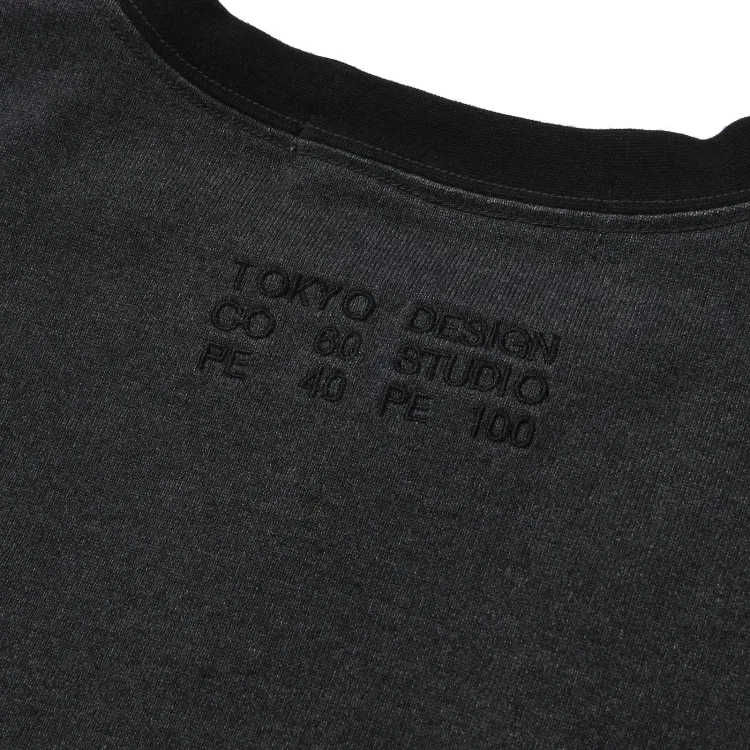 TOKYO DESIGN
CO 60 STUDIO
PE 40 PE 100